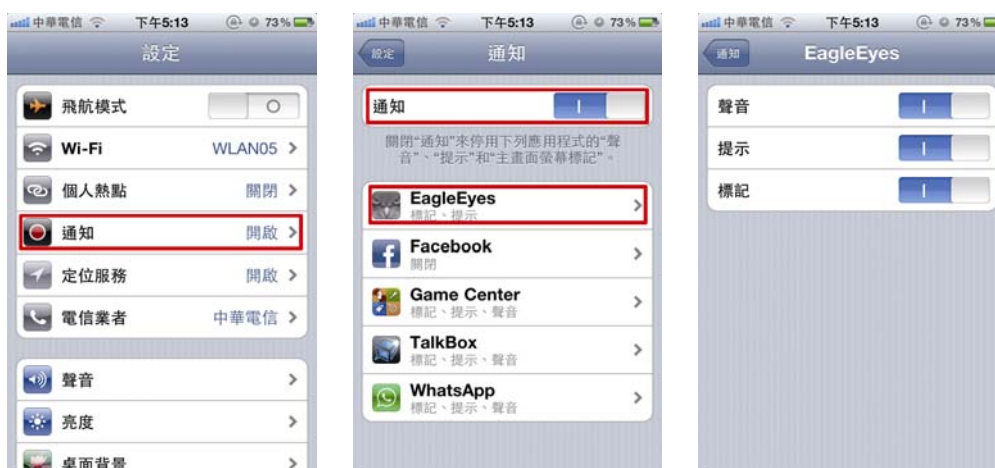 中華電信 下午5:13 73%
設定
飛航模式
Wi-Fi WLAN05
個人熱點 關閉
通知 開啟
定位服務 開啟
電信業者 中華電信
聲音
亮度
桌面背景
中華電信 下午5:13 73%
設定 通知
通知
關閉“通知”來停用下列應用程式的“聲
音”、“提示”和“主畫面螢幕標記”。
EagleEyes
標記、提示
Facebook
關閉
Game Center
標記、提示、聲音
TalkBox
標記、提示、聲音
WhatsApp
標記、提示、聲音
中華電信 下午5:13 73%
通知 EagleEyes
聲音
提示
標記